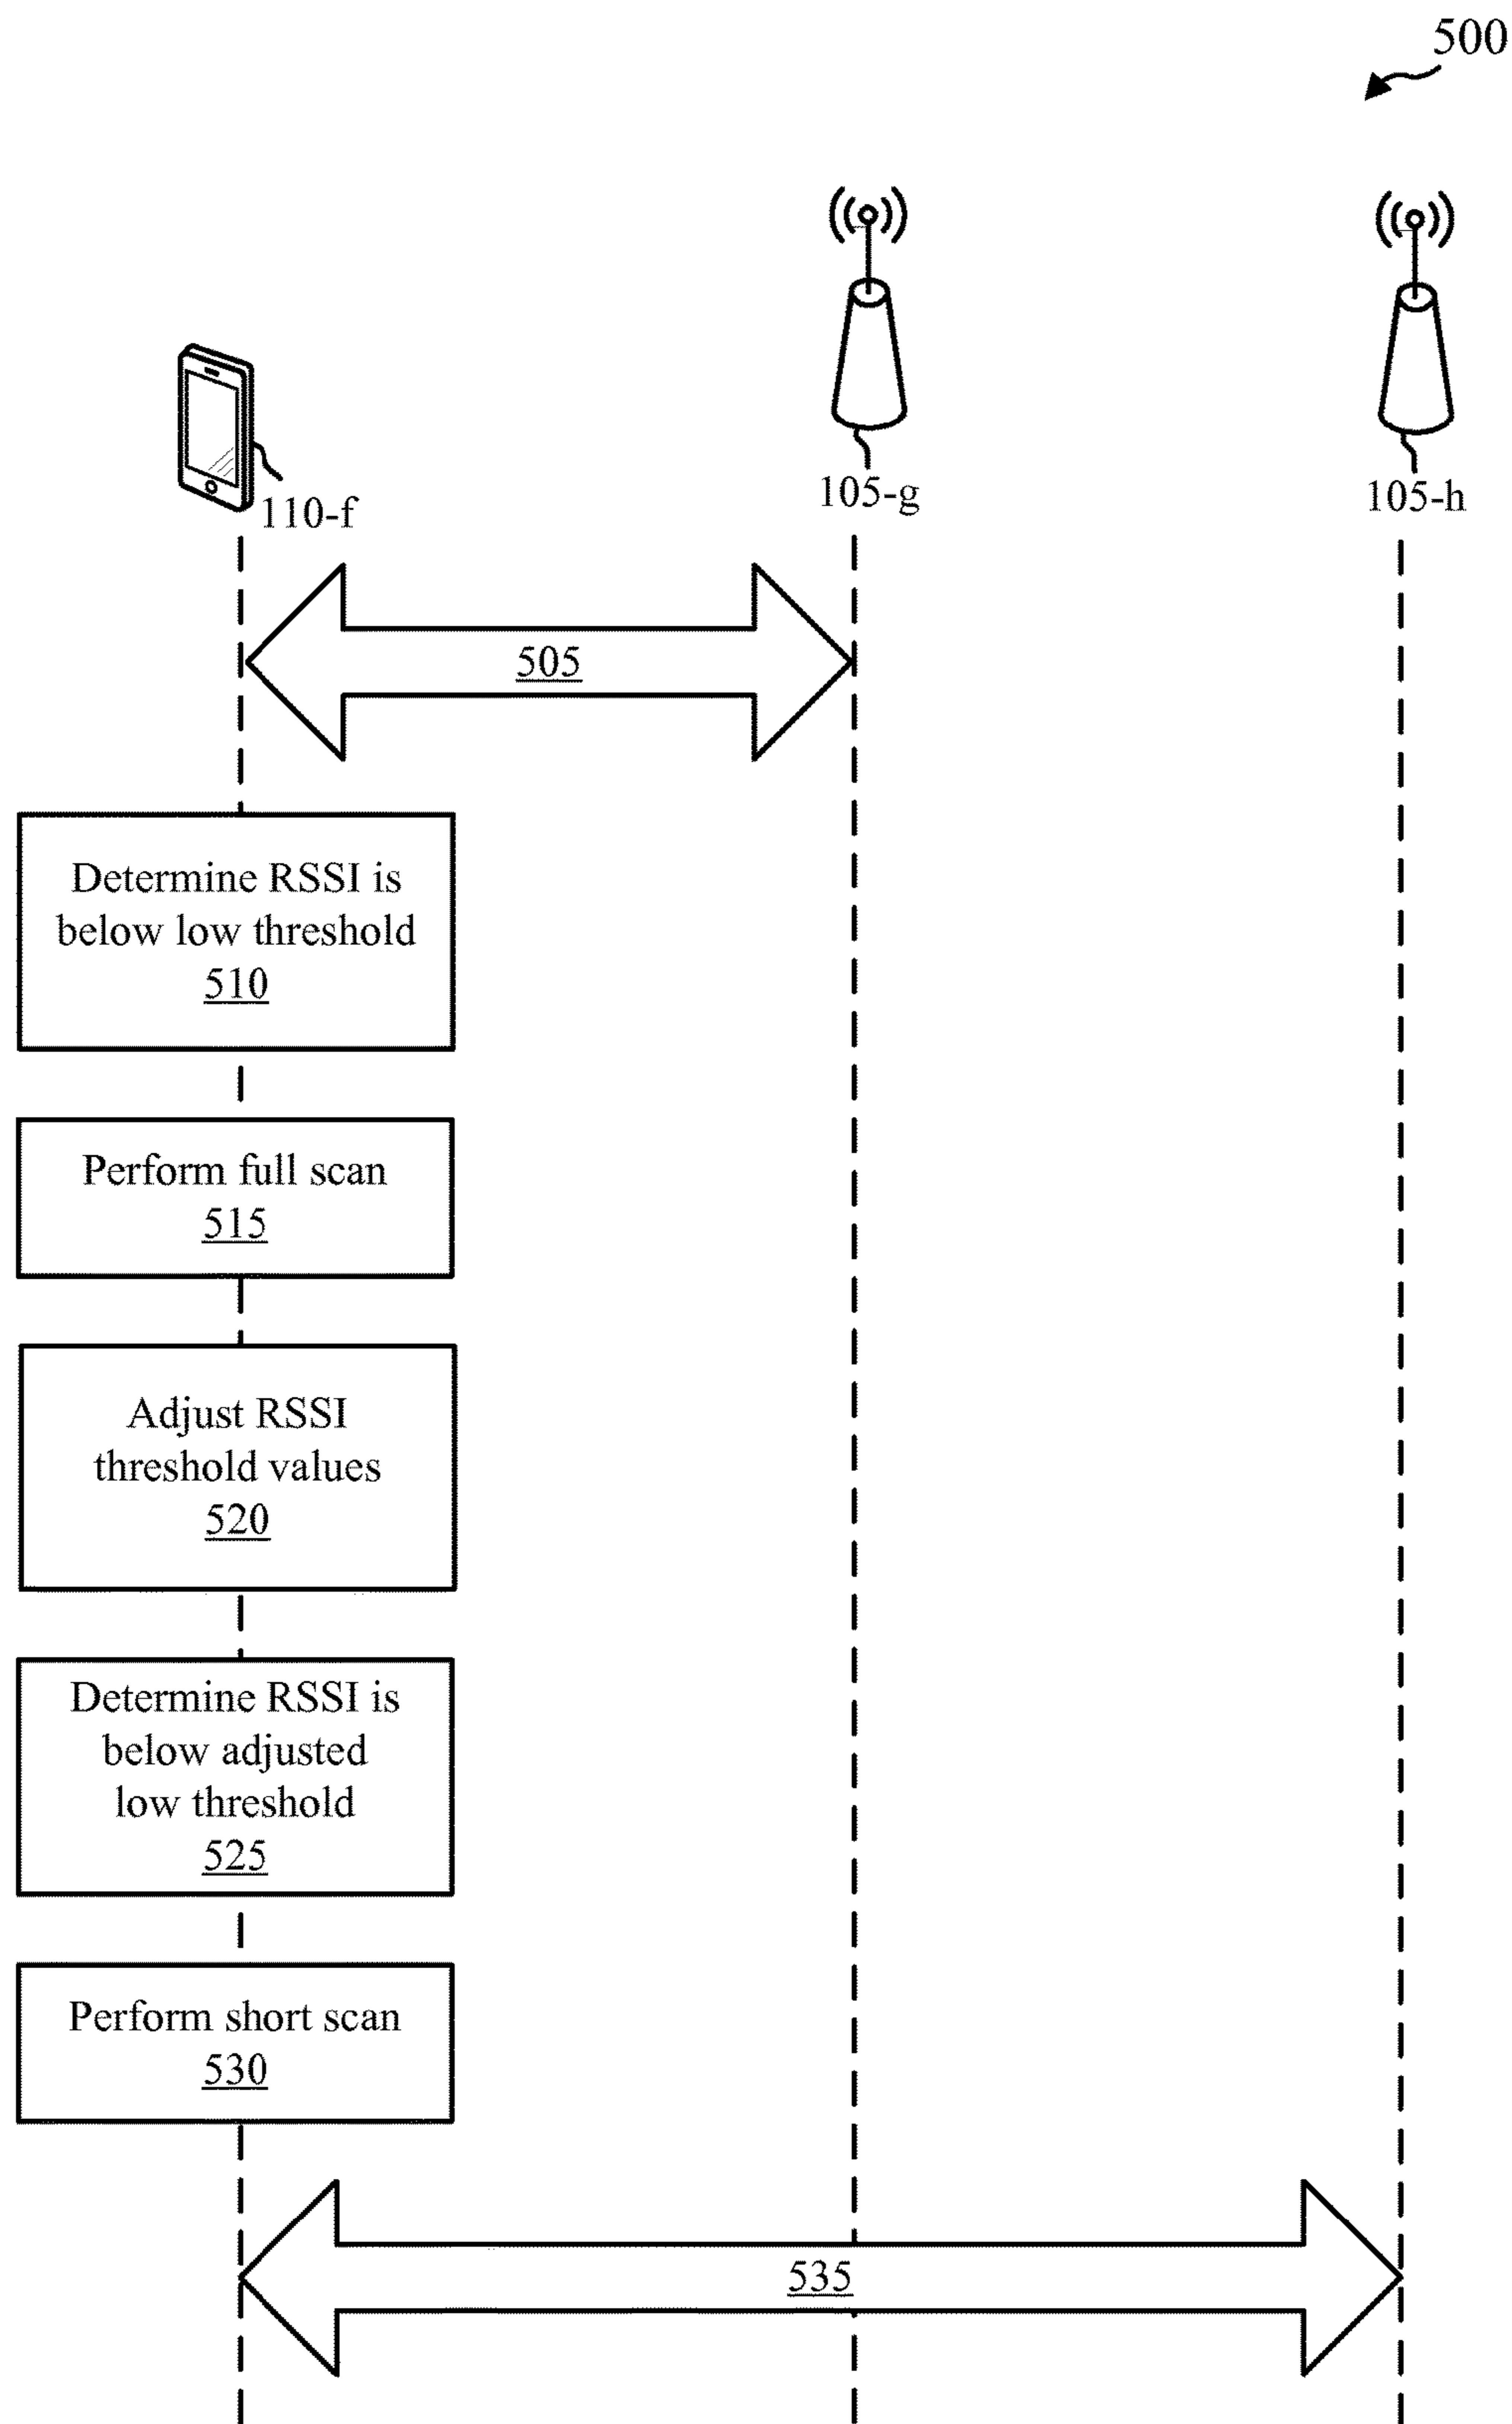 500
110-f
105-g
105-h
505
Determine RSSI is
below low threshold
510
Perform full scan
515
Adjust RSSI
threshold values
520
Determine RSSI is
below adjusted
low threshold
525
Perform short scan
530
535